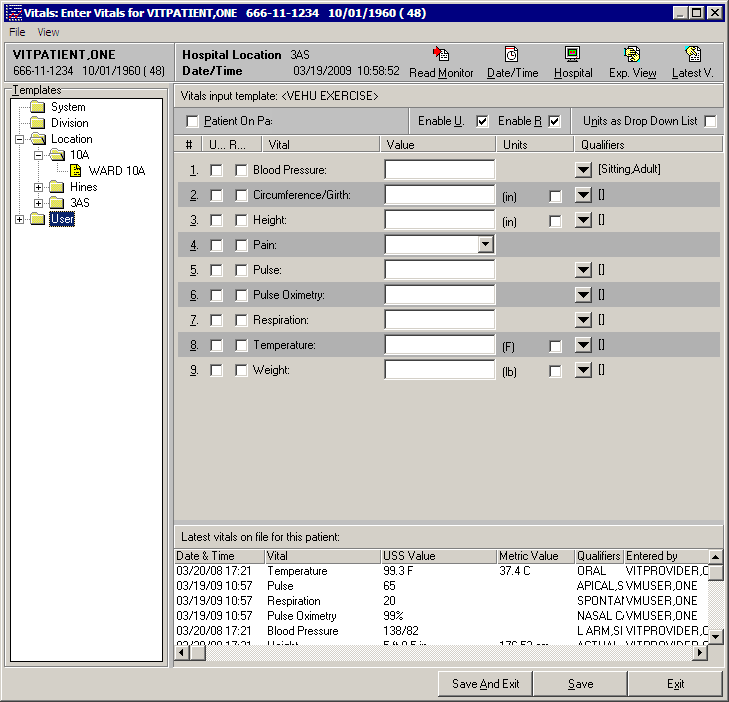 Vitals: Enter Vitals for VITPATIENT,ONE 666-11-1234 10/01/1960 ( 48)
File View
VITPATIENT,ONE
666-11-1234 10/01/1960 ( 48)
Hospital Location 3AS
Date/Time 03/19/2009 10:58:52
Read Monitor Date/Time Hospital Exp. View Latest V.
Templates
System
Division
Location
10A
WARD 10A
Hines
3AS
User
Vitals input template: <VEHU EXERCISE>
Patient On Pa: Enable U. Enable R Units as Drop Down List
# U... R... Vital Value Units Qualifiers
1. Blood Pressure: [Sitting,Adult]
2. Circumference/Girth: (in) []
3. Height: (in) []
4. Pain:
5. Pulse: []
6. Pulse Oximetry: []
7. Respiration: []
8. Temperature: (F) []
9. Weight: (lb) []
Latest vitals on file for this patient:
Date & Time Vital USS Value Metric Value Qualifiers Entered by
03/20/08 17:21 Temperature 99.3 F 37.4 C ORAL VITPROVIDER,O
03/19/09 10:57 Pulse 65 APICAL,S VMUSER,ONE
03/19/09 10:57 Respiration 20 SPONTAN VMUSER,ONE
03/19/09 10:57 Pulse Oximetry 99% NASAL CA VMUSER,ONE
03/20/08 17:21 Blood Pressure 138/82 L ARM,SI VITPROVIDER,O
Save And Exit Save Exit